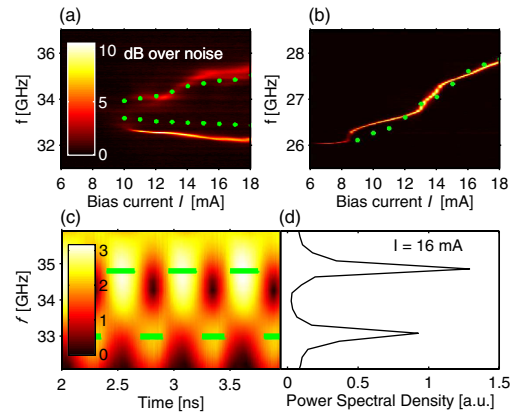 (a)
(b)
10
dB over noise
5
0
f [GHz]
36
35
34
33
32
6 8 10 12 14 16 18
Bias current I [mA]
f [GHz]
28
27
26
6 8 10 12 14 16 18
Bias current I [mA]
(c)
(d)
3
2
1
0
f
35
34
33
2 2.5 3 3.5
Time [ns]
I = 16 mA
0 0.5 1 1.5
Power Spectral Density [a.u.]